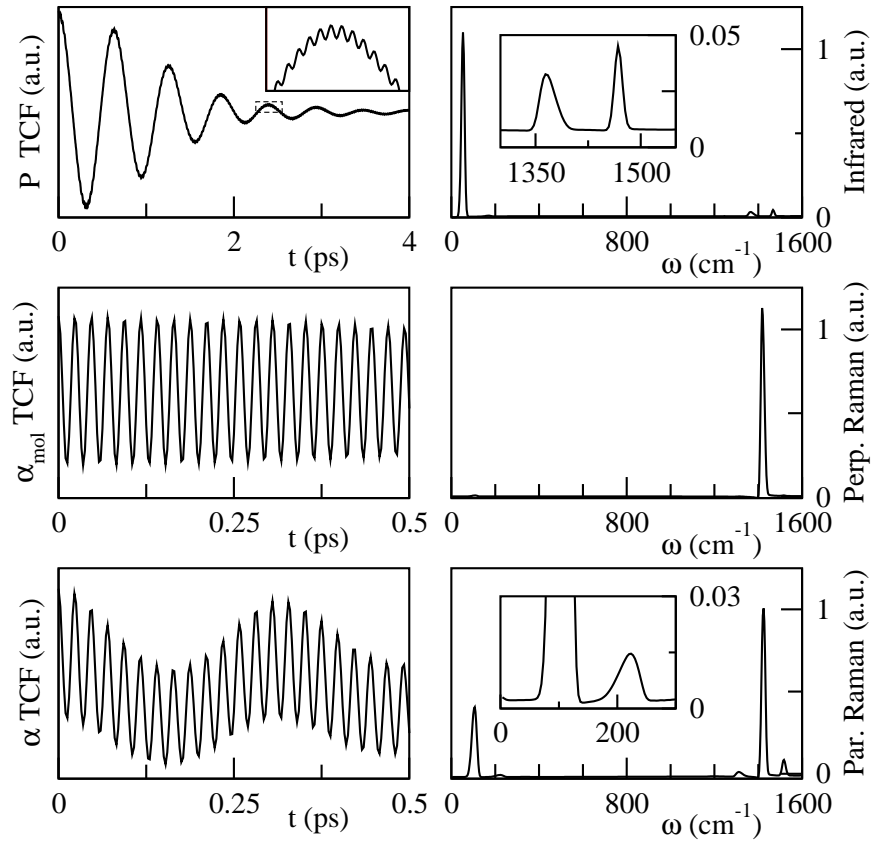 P TCF (a.u.)
0
2
4
t (ps)
0.05
0
1350
1500
1
0
Infrared (a.u.)
0
800
1600
ω (cm⁻¹)
α_mol TCF (a.u.)
0
0.25
0.5
t (ps)
1
0
Perp. Raman (a.u.)
0
800
1600
ω (cm⁻¹)
α TCF (a.u.)
0
0.25
0.5
t (ps)
0.03
0
0
200
1
0
Par. Raman (a.u.)
0
800
1600
ω (cm⁻¹)